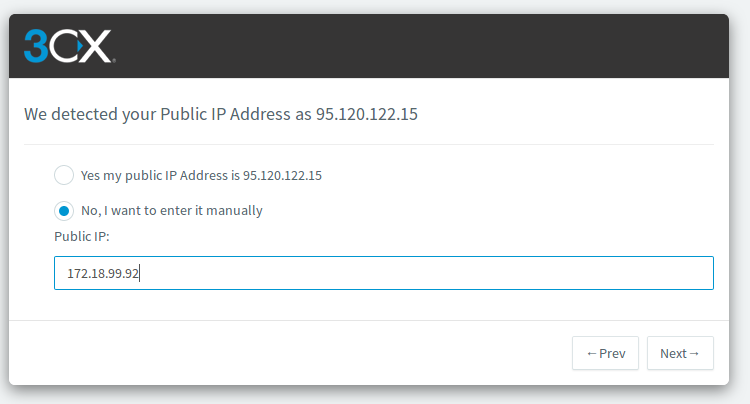 3CX
We detected your Public IP Address as 95.120.122.15
Yes my public IP Address is 95.120.122.15
No, I want to enter it manually
Public IP:
172.18.99.92
←Prev Next→